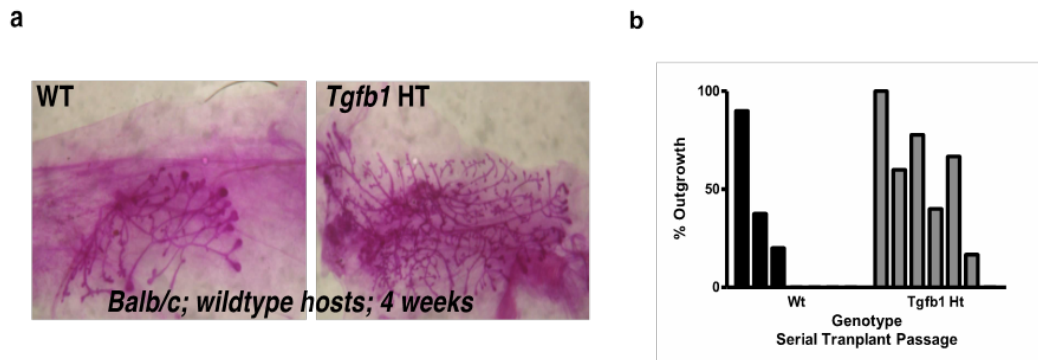 a
WT
Tgfb1 HT
Balb/c; wildtype hosts; 4 weeks
b
100
50
0
% Outgrowth
Wt
Tgfb1 Ht
Genotype
Serial Tranplant Passage